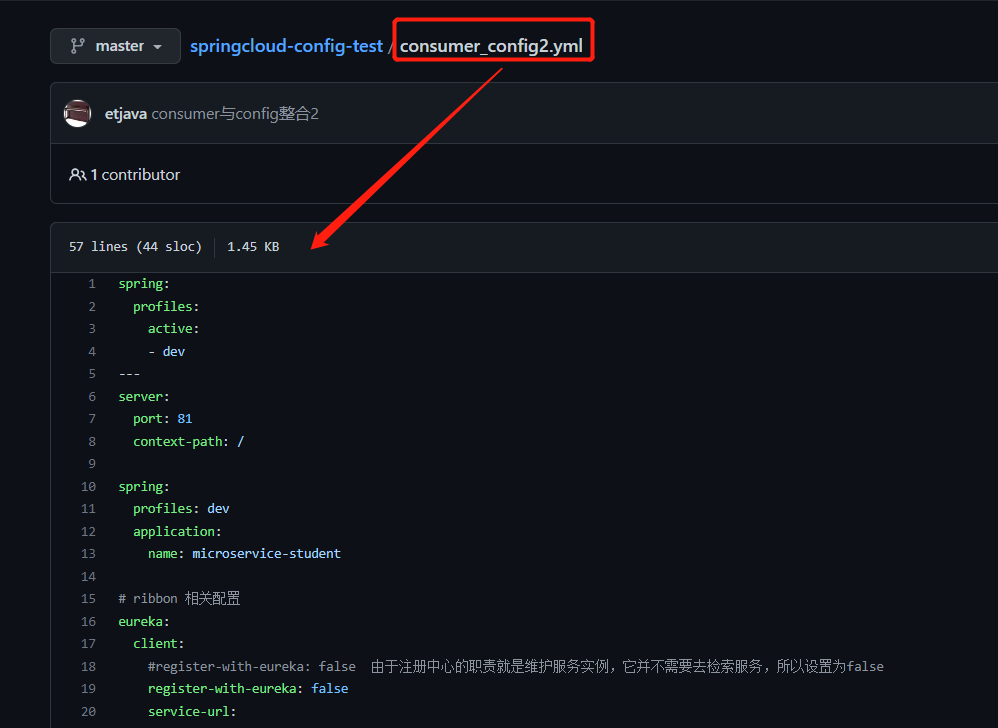 master
springcloud-config-test / consumer_config2.yml
etjava consumer与config整合2
1 contributor
57 lines (44 sloc) 1.45 KB
1 spring:
2   profiles:
3     active:
4     - dev
5 ---
6 server:
7   port: 81
8   context-path: /
9
10 spring:
11   profiles: dev
12   application:
13     name: microservice-student
14
15 # ribbon 相关配置
16 eureka:
17   client:
18     #register-with-eureka: false  由于注册中心的职责就是维护服务实例，它并不需要去检索服务，所以设置为false
19     register-with-eureka: false
20     service-url: